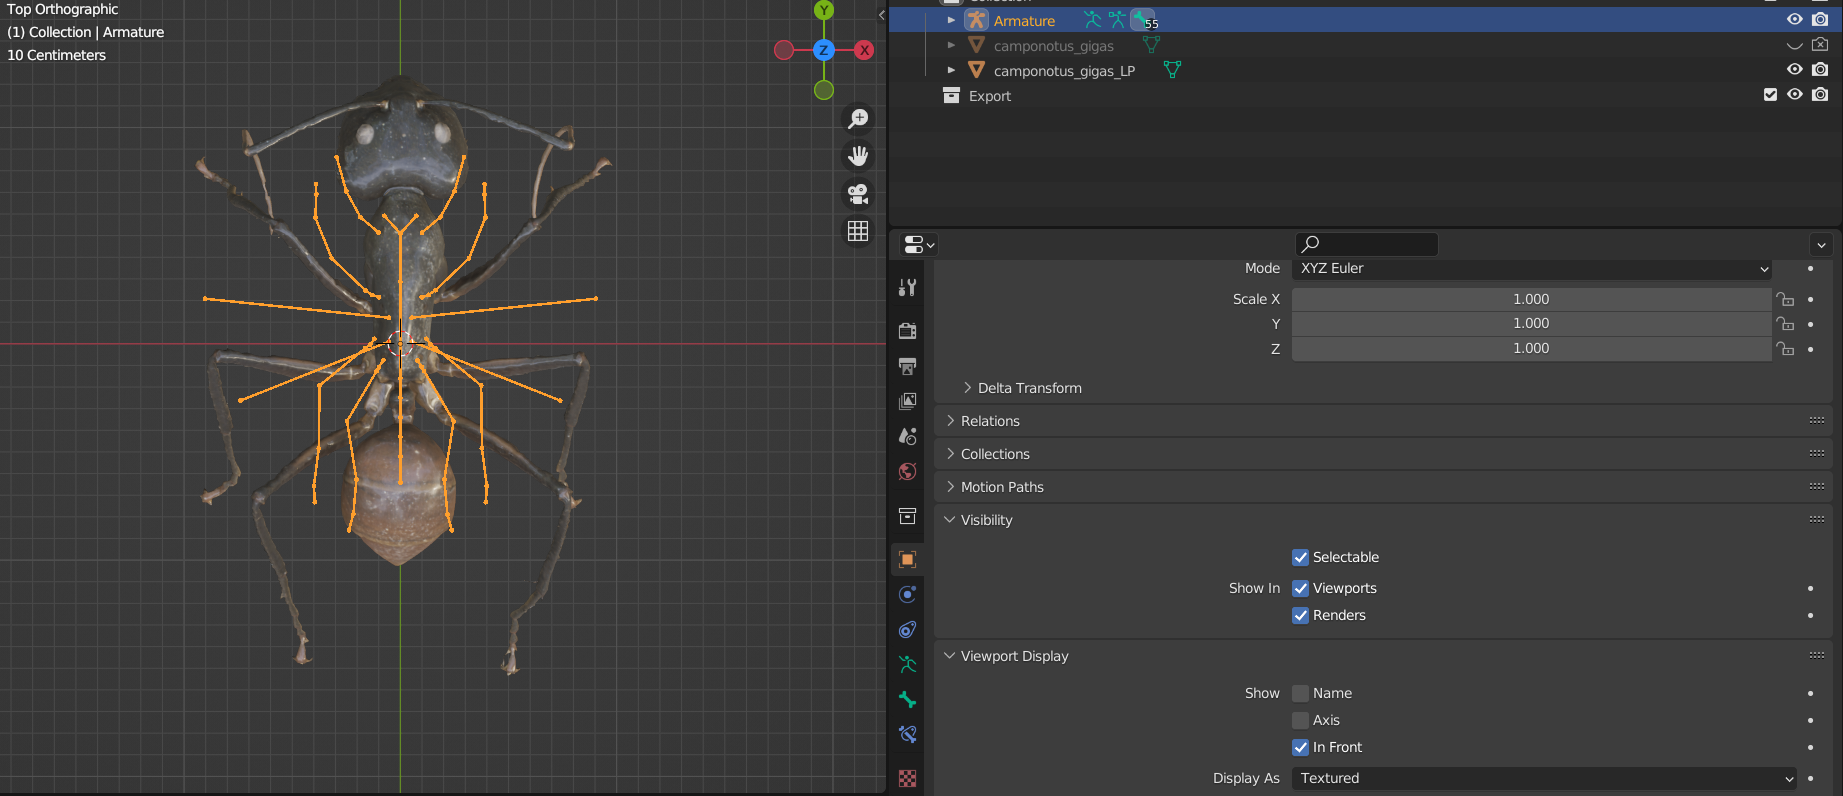 Top Orthographic
(1) Collection | Armature
10 Centimeters
Y
Z
X
Collection
Armature
55
camponotus_gigas
camponotus_gigas_LP
Export
Mode XYZ Euler
Scale X 1.000
Y 1.000
Z 1.000
Delta Transform
Relations
Collections
Motion Paths
Visibility
Selectable
Show In Viewports
Renders
Viewport Display
Show Name
Axis
In Front
Display As Textured